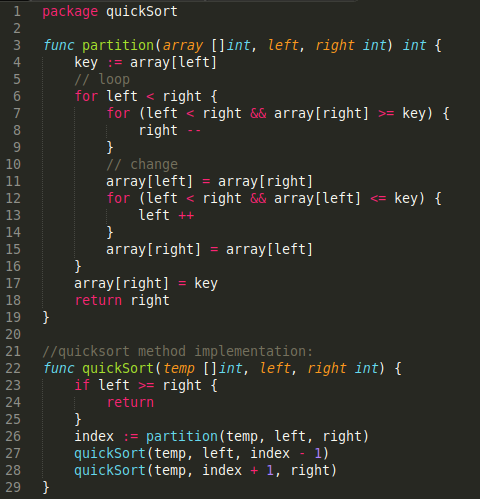 1 package quickSort
2
3 func partition(array []int, left, right int) int {
4     key := array[left]
5     // loop
6     for left < right {
7         for (left < right && array[right] >= key) {
8             right --
9         }
10         // change
11         array[left] = array[right]
12         for (left < right && array[left] <= key) {
13             left ++
14         }
15         array[right] = array[left]
16     }
17     array[right] = key
18     return right
19 }
20
21 //quicksort method implementation:
22 func quickSort(temp []int, left, right int) {
23     if left >= right {
24         return
25     }
26     index := partition(temp, left, right)
27     quickSort(temp, left, index - 1)
28     quickSort(temp, index + 1, right)
29 }